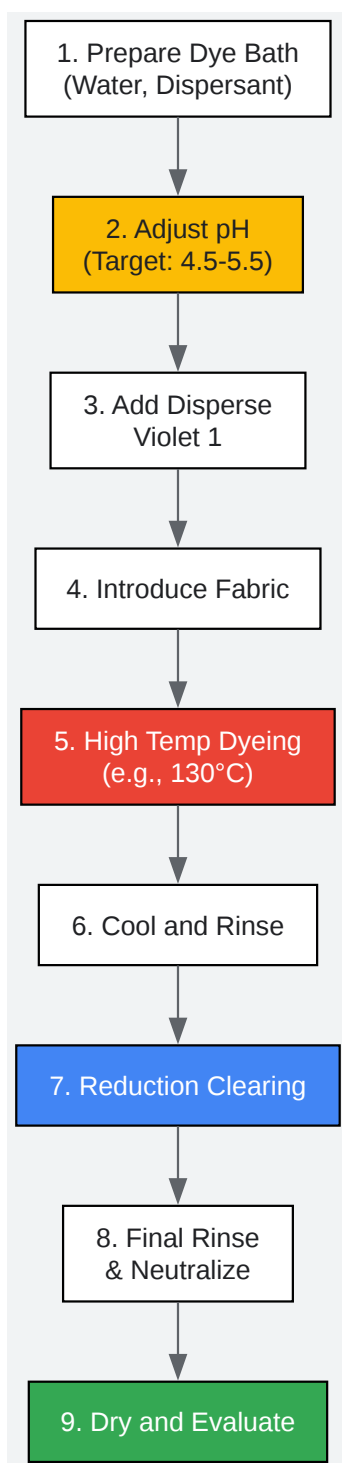 1. Prepare Dye Bath
(Water, Dispersant)
2. Adjust pH
(Target: 4.5-5.5)
3. Add Disperse
Violet 1
4. Introduce Fabric
5. High Temp Dyeing
(e.g., 130°C)
6. Cool and Rinse
7. Reduction Clearing
8. Final Rinse
& Neutralize
9. Dry and Evaluate